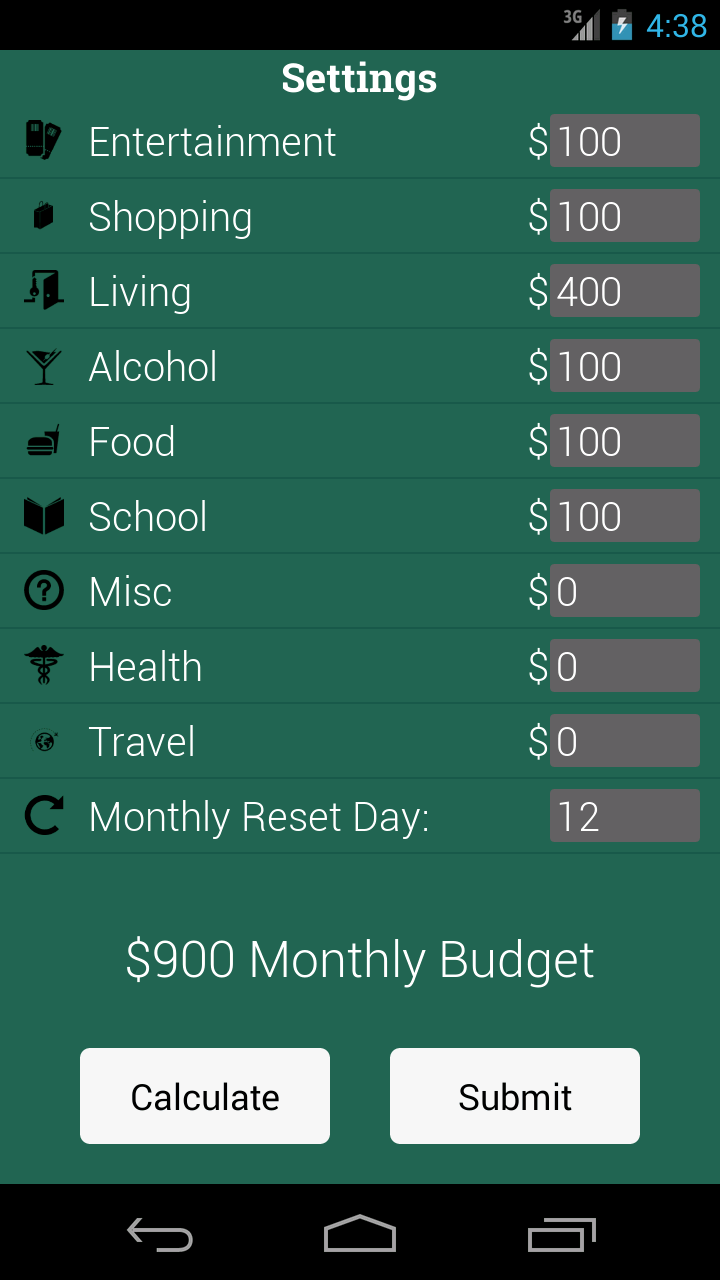 3G 4:38
Settings
Entertainment $100
Shopping $100
Living $400
Alcohol $100
Food $100
School $100
Misc $0
Health $0
Travel $0
Monthly Reset Day: 12
$900 Monthly Budget
Calculate Submit